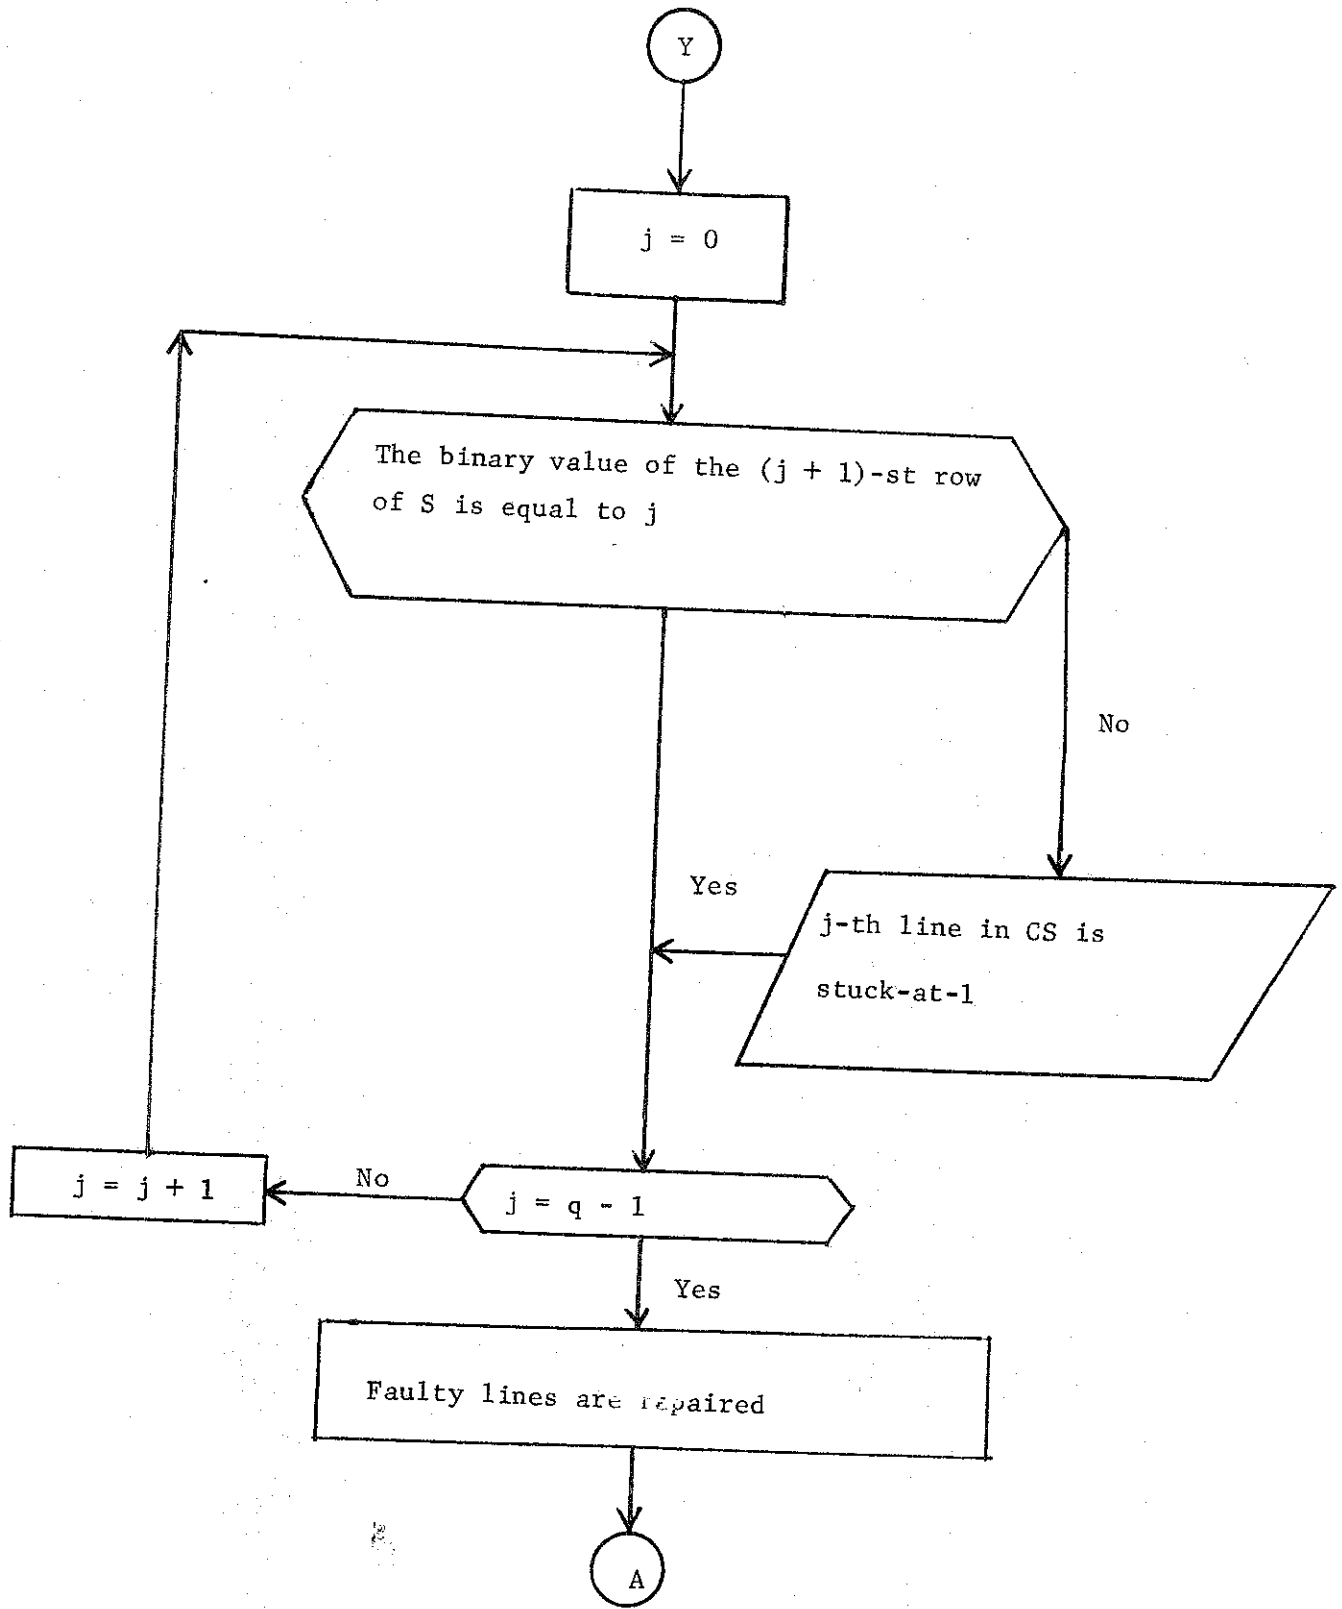 Y
j = 0
The binary value of the (j + 1)-st row
of S is equal to j
No
Yes
j-th line in CS is
stuck-at-1
j = j + 1
No
j = q - 1
Yes
Faulty lines are repaired
A